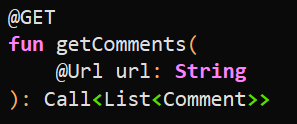 @GET
fun getComments(
    @Url url: String
): Call<List<Comment>>